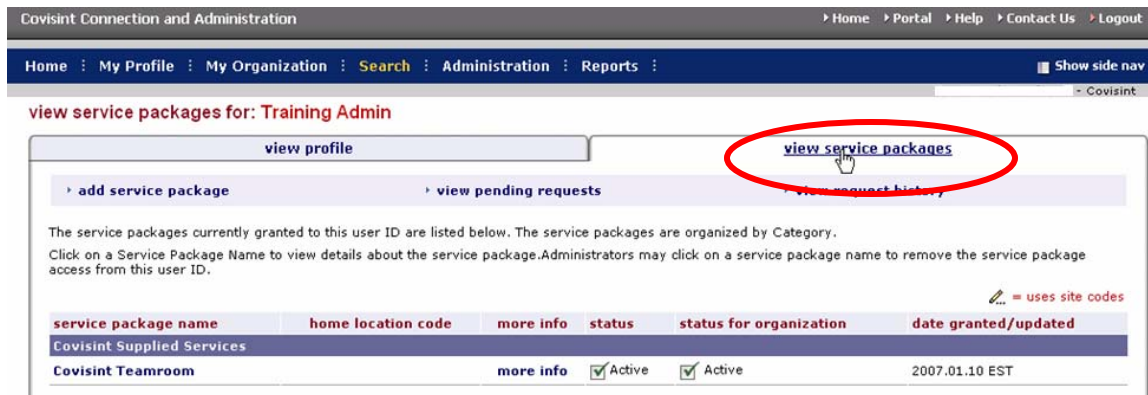 Covisint Connection and Administration Home Portal Help Contact Us Logout
Home My Profile My Organization Search Administration Reports Show side nav
- Covisint
view service packages for: Training Admin
view profile view service packages
add service package view pending requests view request history
The service packages currently granted to this user ID are listed below. The service packages are organized by Category.
Click on a Service Package Name to view details about the service package.Administrators may click on a service package name to remove the service package
access from this user ID.
= uses site codes
service package name home location code more info status status for organization date granted/updated
Covisint Supplied Services
Covisint Teamroom more info Active Active 2007.01.10 EST